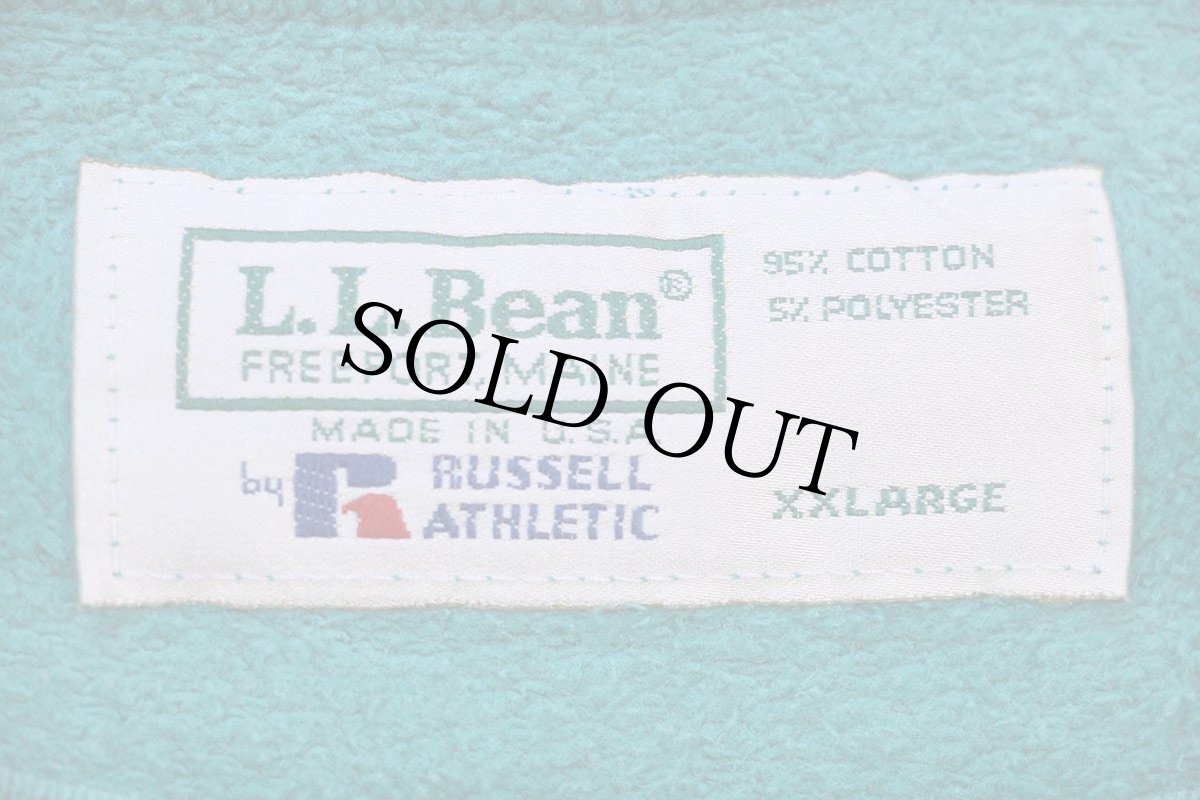 L.L.Bean®
FREEPORT, MAINE
MADE IN U.S.A.
by RUSSELL
ATHLETIC
95% COTTON
5% POLYESTER
XXLARGE
SOLD OUT